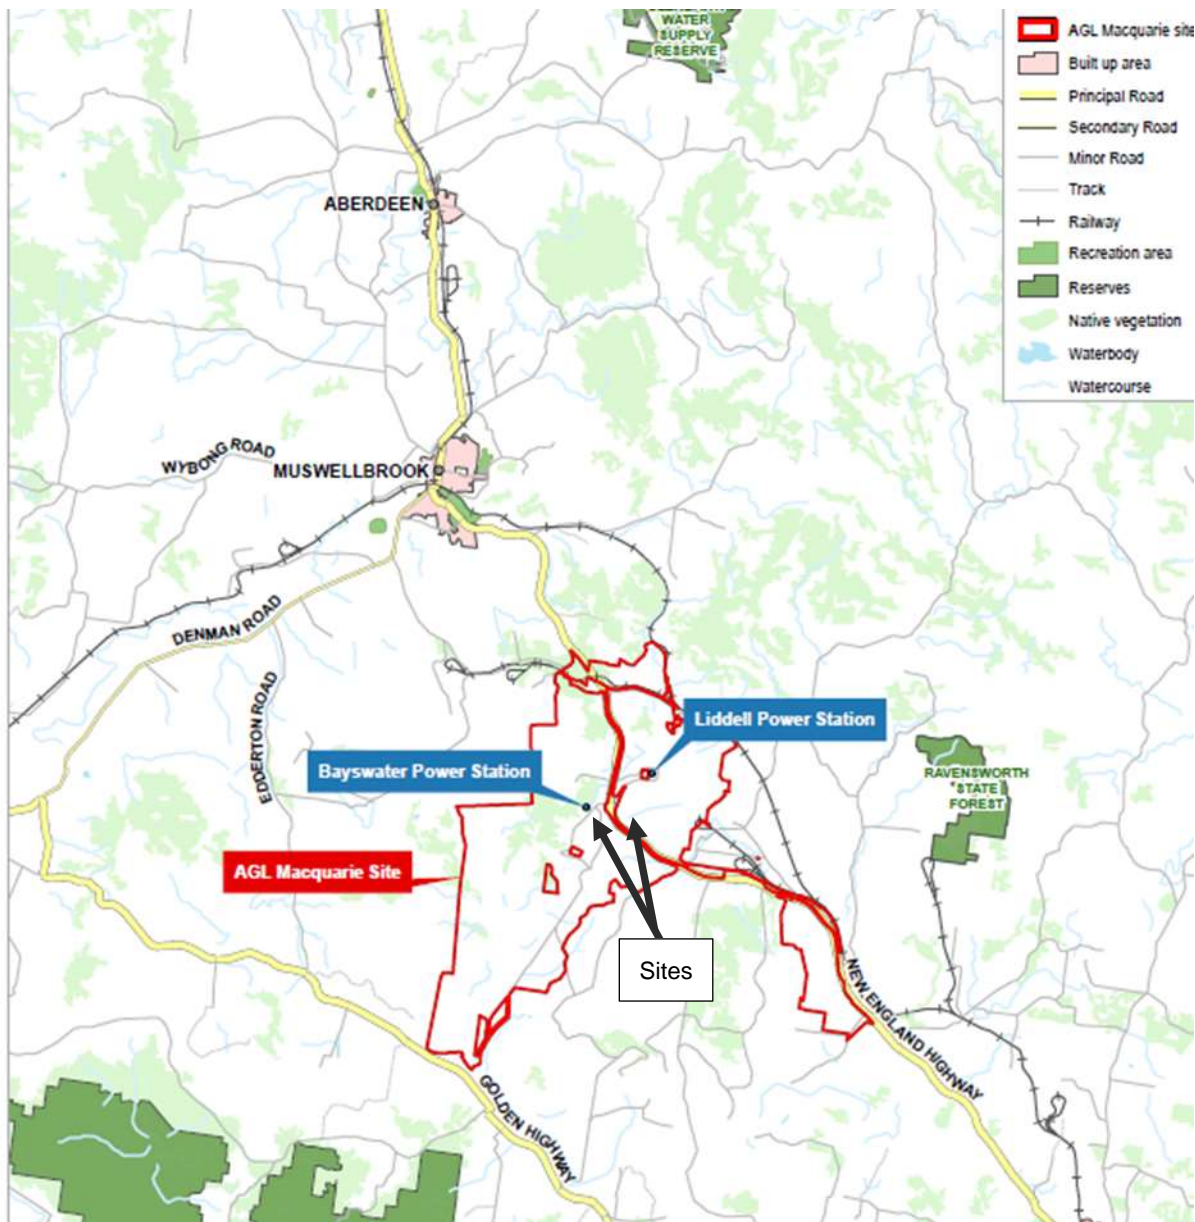 WATER
SUPPLY
RESERVE
AGL Macquarie site
Built up area
Principal Road
Secondary Road
Minor Road
Track
Railway
Recreation area
Reserves
Native vegetation
Waterbody
Watercourse
ABERDEEN
WYBONG ROAD
MUSWELLBROOK
DENMAN ROAD
EDDERTON ROAD
Liddell Power Station
Bayswater Power Station
RAVENSWORTH
STATE
FOREST
AGL Macquarie Site
Sites
NEW ENGLAND HIGHWAY
GOLDEN HIGHWAY